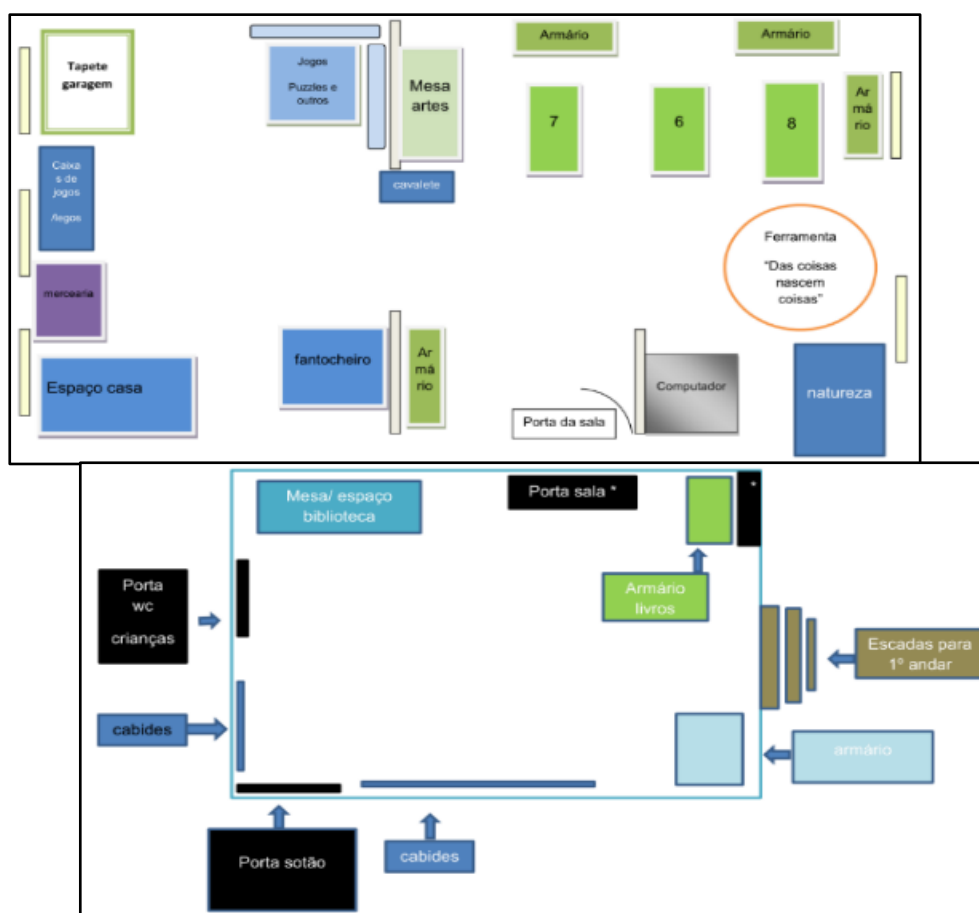 Tapete
garagem
Jogos
Puzzles e
outros
Mesa
artes
Armário
Armário
7
6
8
Ar
má
rio
Caixa
s de
jogos
/legos
cavalete
Ferramenta
"Das coisas
nascem
coisas"
mercearia
Espaço casa
fantocheiro
Ar
má
rio
Porta da sala
Computador
natureza
Mesa/ espaço
biblioteca
Porta sala *
*
Porta
wc
crianças
Armário
livros
Escadas para
1º andar
cabides
armário
Porta sotão
cabides